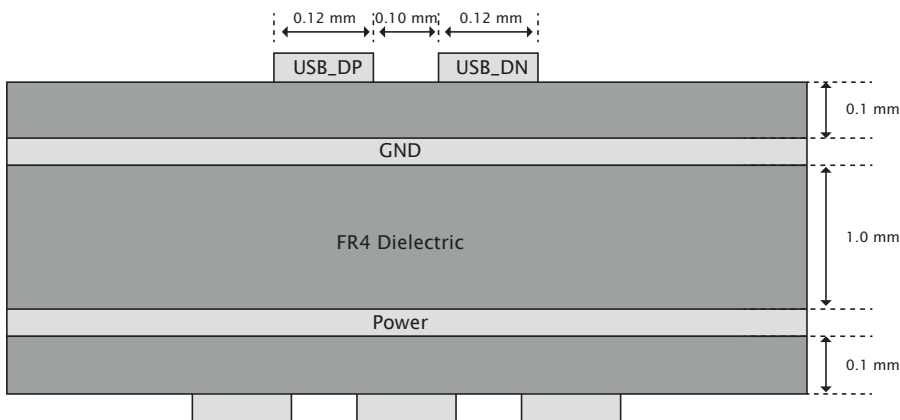 0.12 mm 0.10 mm 0.12 mm
USB_DP USB_DN
0.1 mm
GND
1.0 mm
FR4 Dielectric
Power
0.1 mm